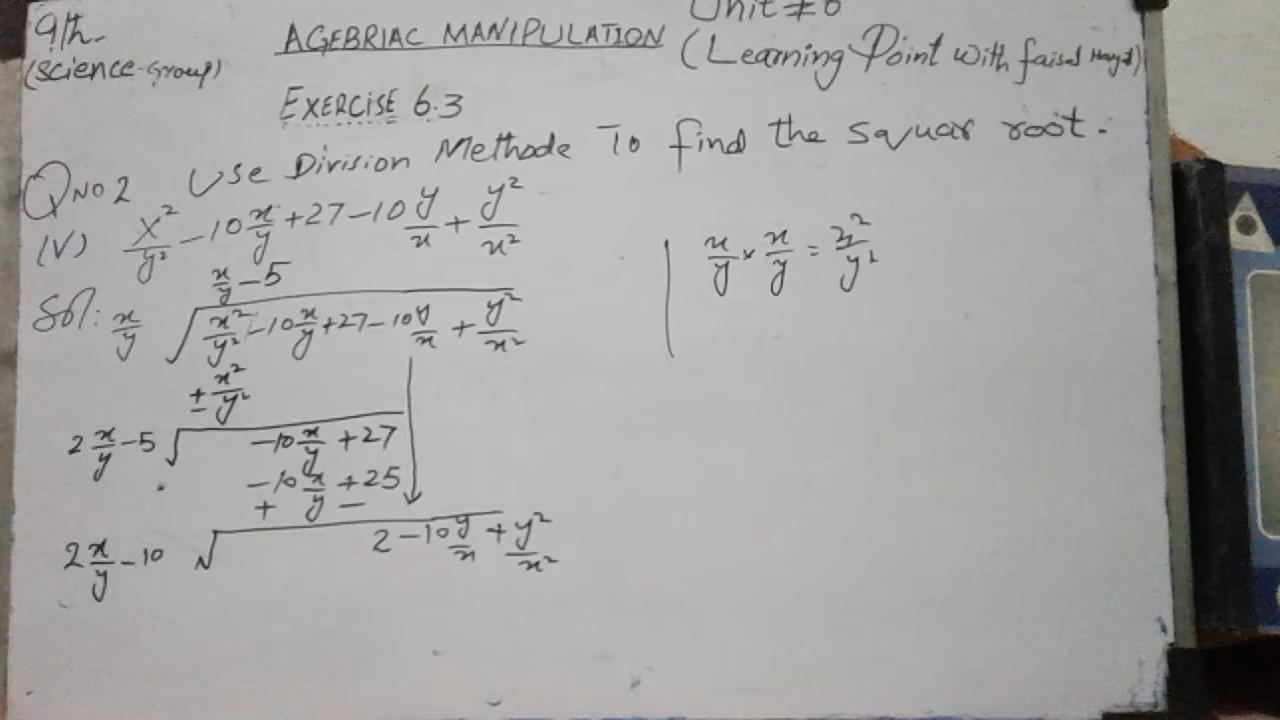 9th
Unit ≠ 6
(Science-group)
AGEBRIAC MANIPULATION
(Learning Point with faisal
EXERCISE 6.3
QNO2 Use Division Methode To find the squar root.
(V) x²/y² - 10 x/y + 27 - 10 y/x + y²/x²
x/y × x/y = x²/y²
x/y - 5
Sol: x/y √ x²/y² - 10 x/y + 27 - 10 y/x + y²/x²
± x²/y²
2 x/y - 5 √ -10 x/y + 27
-10 x/y + 25
+ -
2 x/y - 10 √ 2 - 10 y/x + y²/x²